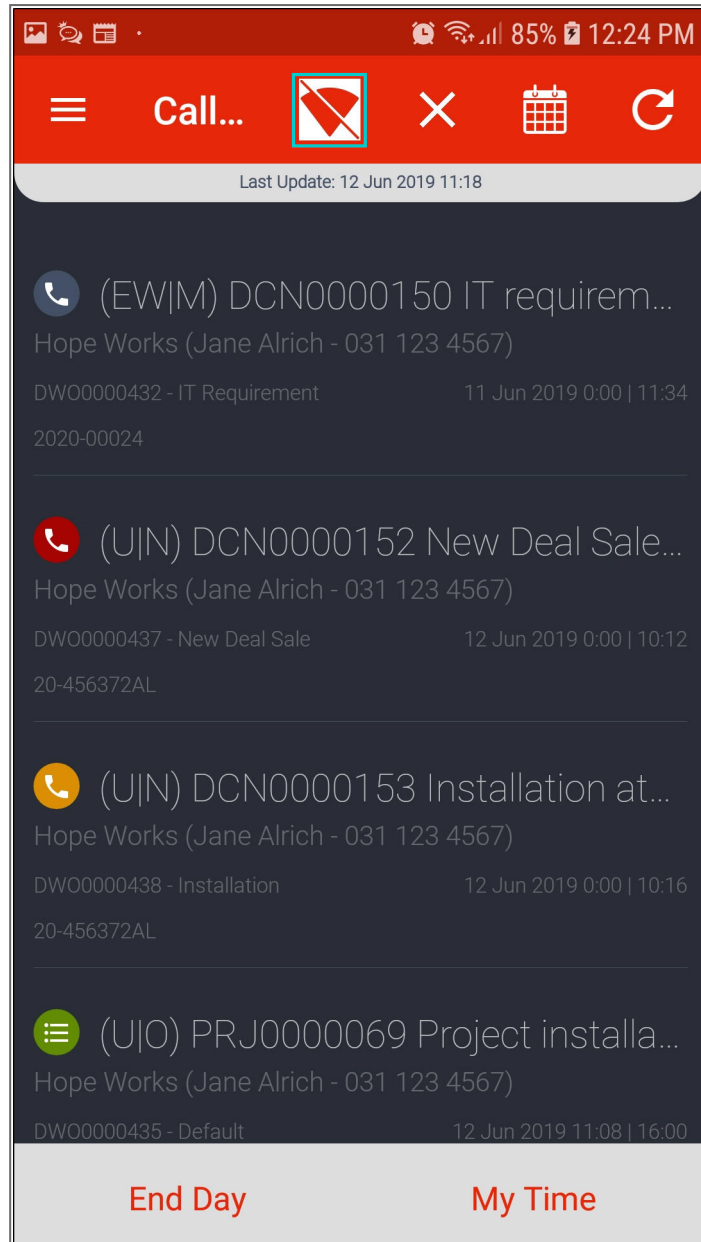 85% 12:24 PM
Call...
Last Update: 12 Jun 2019 11:18
(EW|M) DCN0000150 IT requirem...
Hope Works (Jane Alrich - 031 123 4567)
DWO0000432 - IT Requirement 11 Jun 2019 0:00 | 11:34
2020-00024
(U|N) DCN0000152 New Deal Sale...
Hope Works (Jane Alrich - 031 123 4567)
DWO0000437 - New Deal Sale 12 Jun 2019 0:00 | 10:12
20-456372AL
(U|N) DCN0000153 Installation at...
Hope Works (Jane Alrich - 031 123 4567)
DWO0000438 - Installation 12 Jun 2019 0:00 | 10:16
20-456372AL
(U|O) PRJ0000069 Project installa...
Hope Works (Jane Alrich - 031 123 4567)
DWO0000435 - Default 12 Jun 2019 11:08 | 16:00
End Day My Time